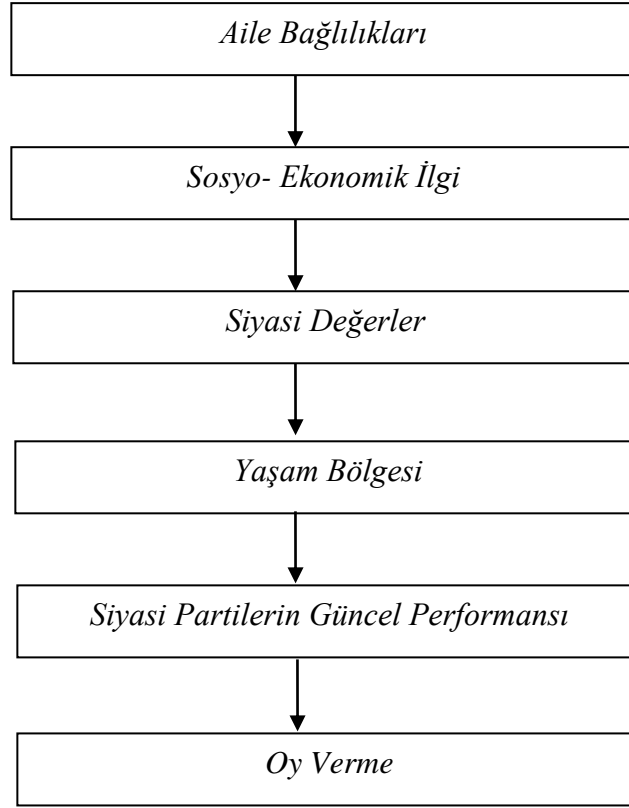 Aile Bağlılıkları
Sosyo- Ekonomik İlgi
Siyasi Değerler
Yaşam Bölgesi
Siyasi Partilerin Güncel Performansı
Oy Verme